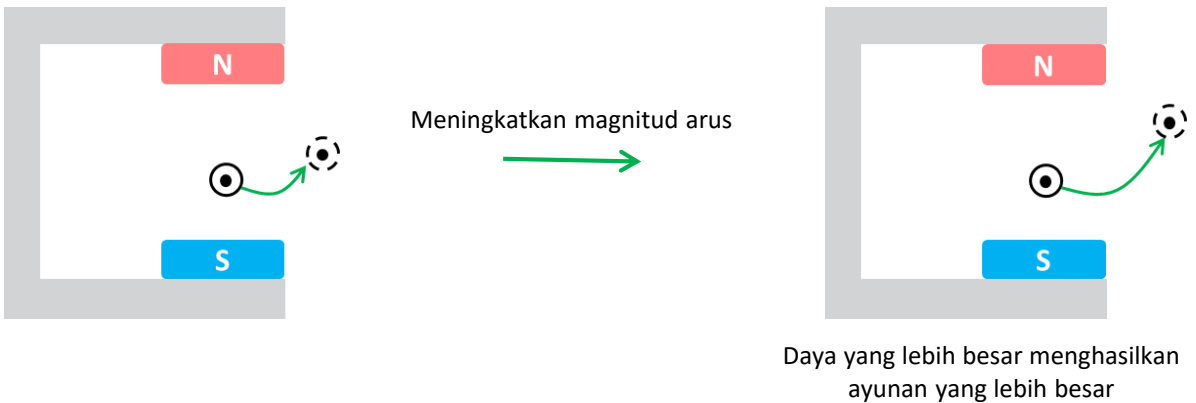 N
S
Meningkatkan magnitud arus
N
S
Daya yang lebih besar menghasilkan
ayunan yang lebih besar